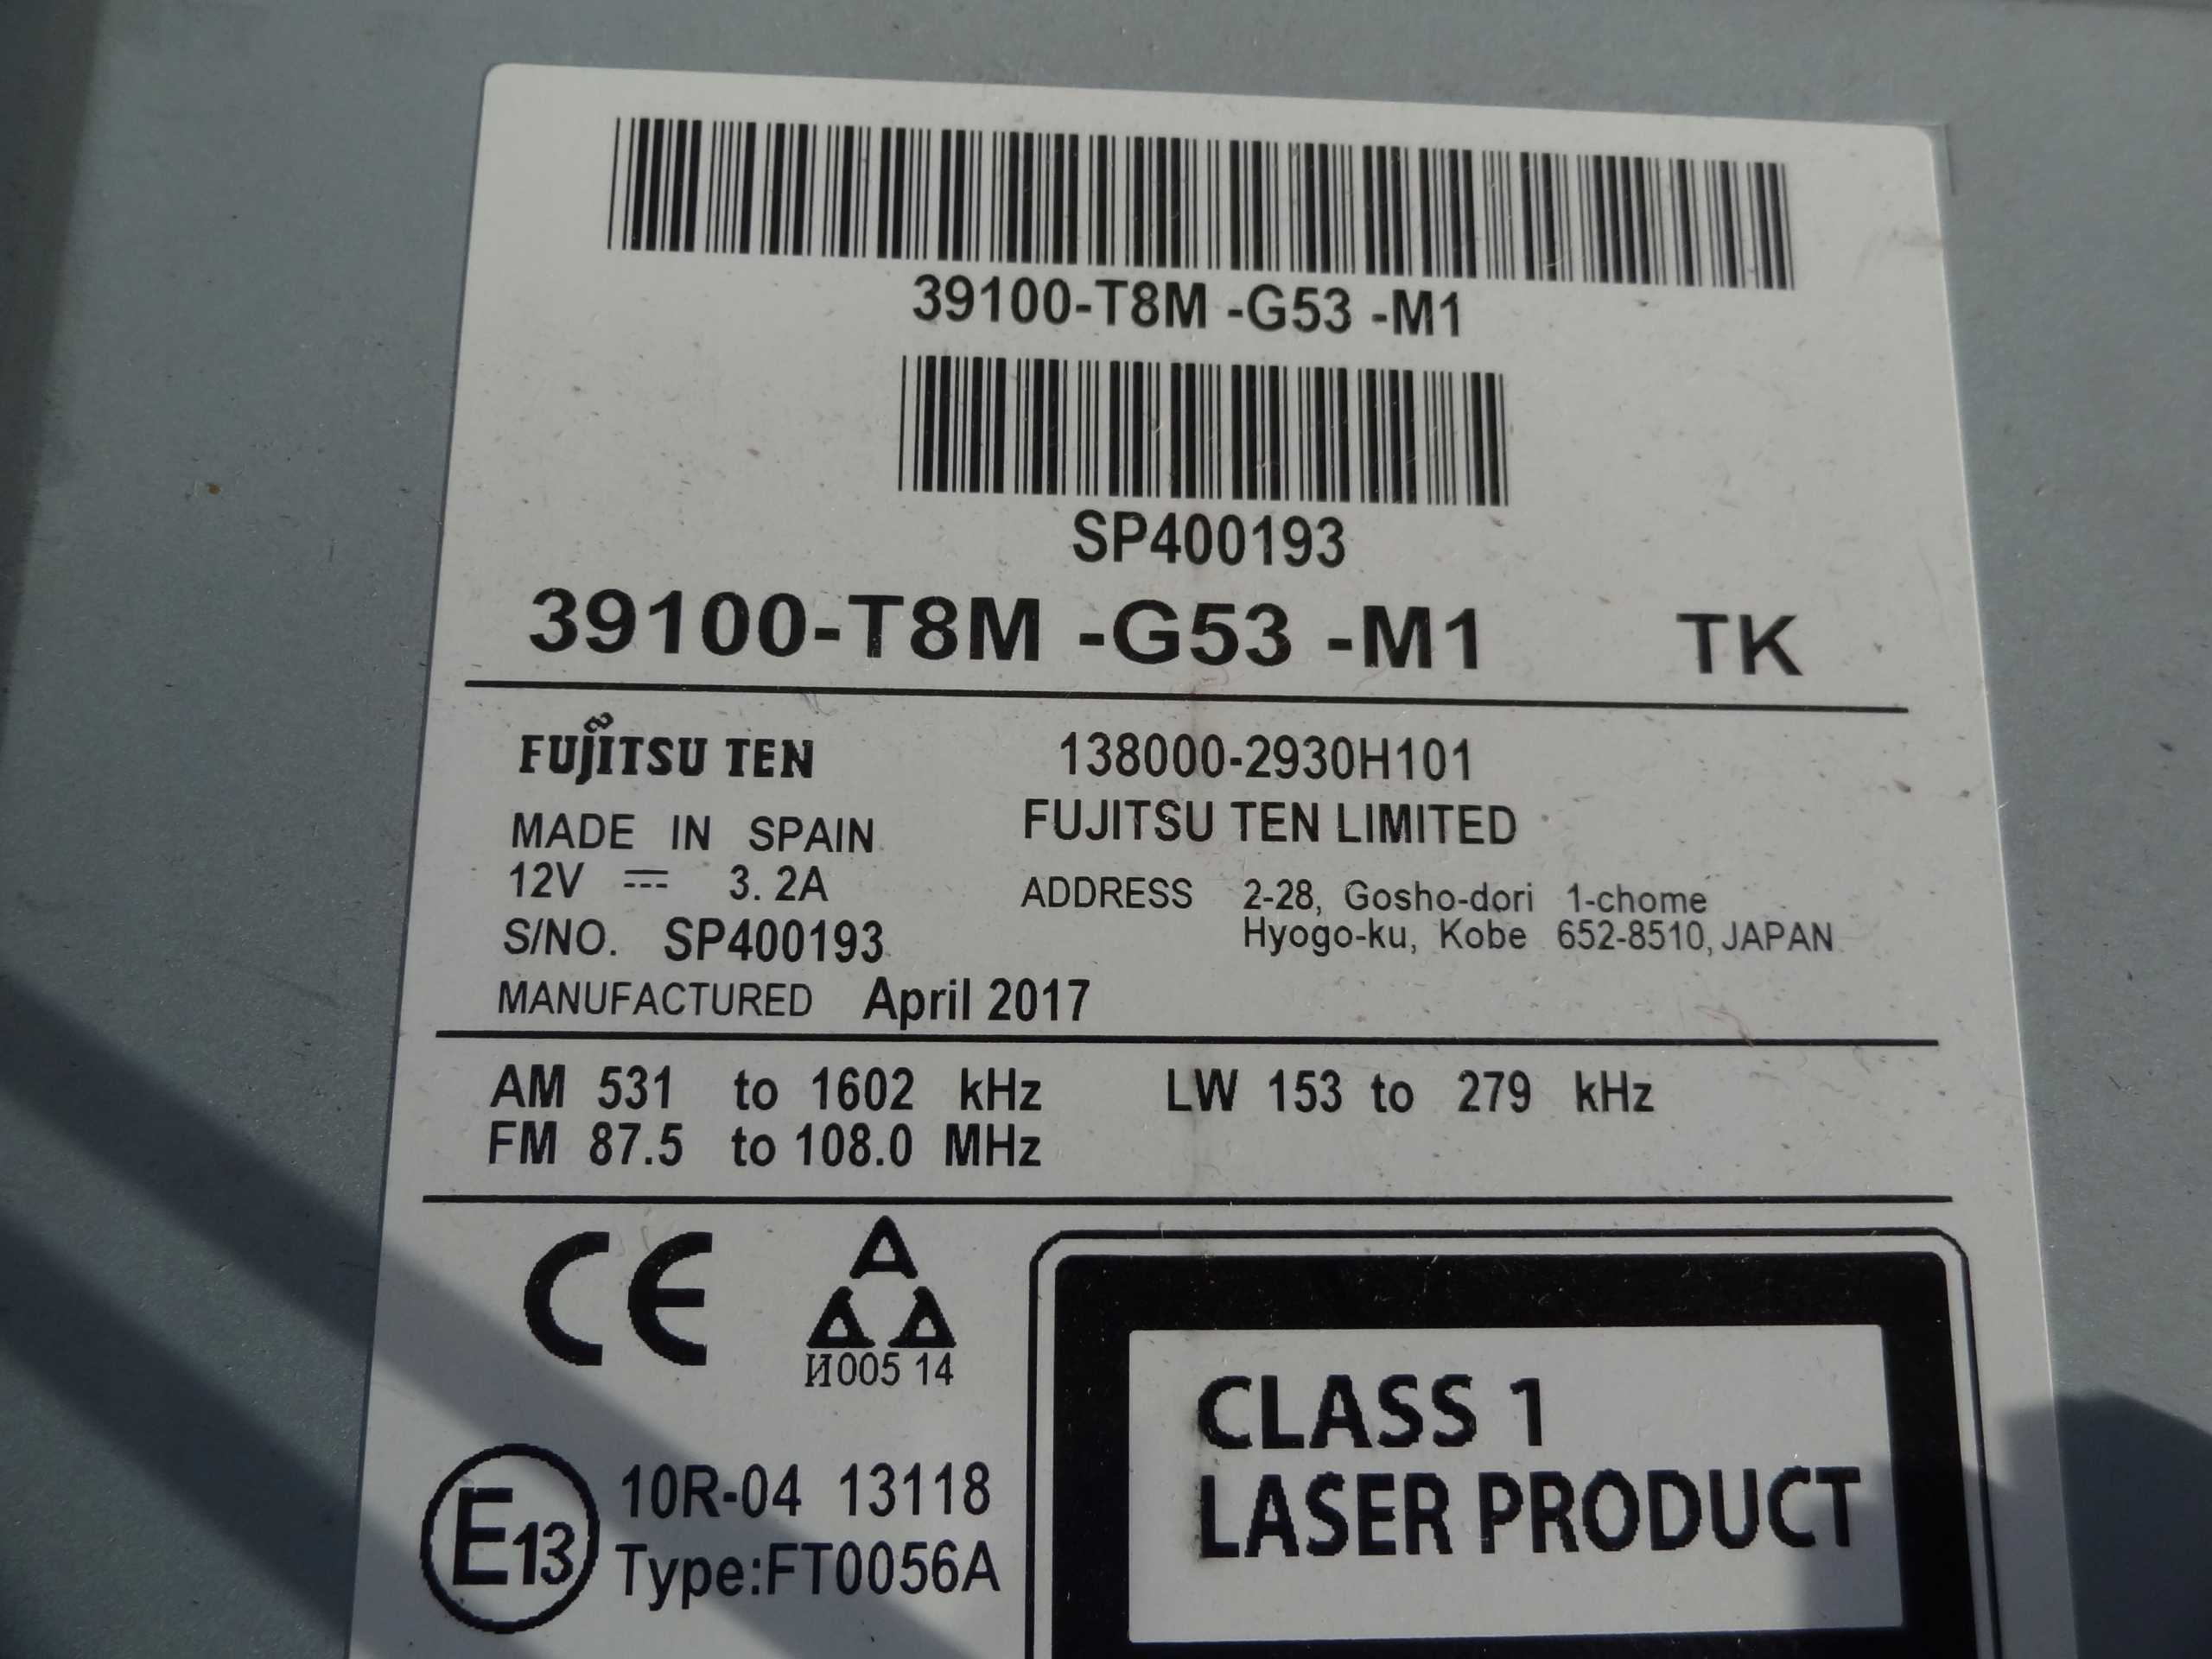 39100-T8M -G53 -M1
SP400193
39100-T8M -G53 -M1 TK
FUJITSU TEN 138000-2930H101
MADE IN SPAIN FUJITSU TEN LIMITED
12V ⎓ 3.2A ADDRESS 2-28, Gosho-dori 1-chome
Hyogo-ku, Kobe 652-8510, JAPAN
S/NO. SP400193
MANUFACTURED April 2017
AM 531 to 1602 kHz LW 153 to 279 kHz
FM 87.5 to 108.0 MHz
CE
И005 14
CLASS 1
LASER PRODUCT
E13 10R-04 13118
Type:FT0056A